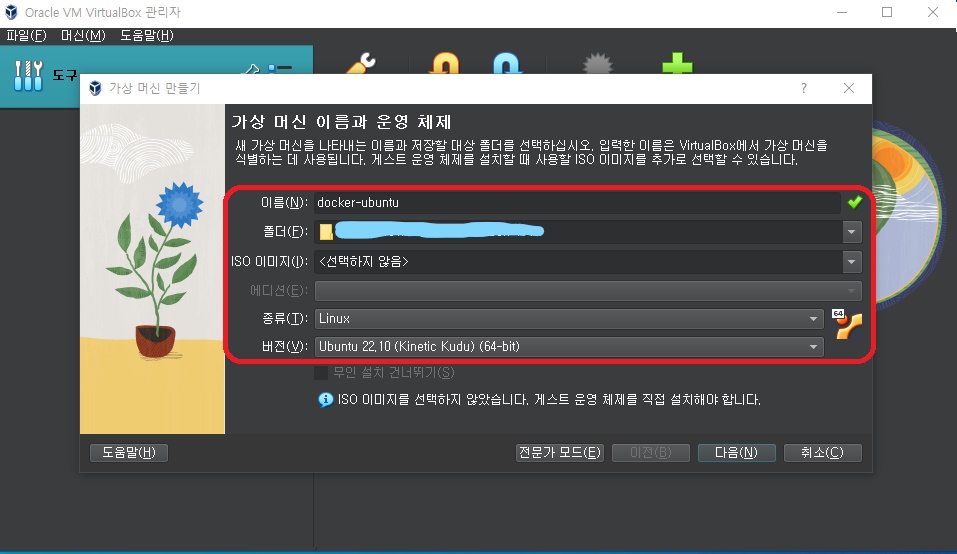 Oracle VM VirtualBox 관리자
파일(F) 머신(M) 도움말(H)
도구
가상 머신 만들기
가상 머신 이름과 운영 체제
새 가상 머신을 나타내는 이름과 저장할 대상 폴더를 선택하십시오. 입력한 이름은 VirtualBox에서 가상 머신을
식별하는 데 사용됩니다. 게스트 운영 체제를 설치할 때 사용할 ISO 이미지를 추가로 선택할 수 있습니다.
이름(N): docker-ubuntu
폴더(F):
ISO 이미지(I): <선택하지 않음>
에디션(E):
종류(T): Linux
64
버전(V): Ubuntu 22.10 (Kinetic Kudu) (64-bit)
무인 설치 건너뛰기(S)
ISO 이미지를 선택하지 않았습니다. 게스트 운영 체제를 직접 설치해야 합니다.
도움말(H) 전문가 모드(E) 이전(B) 다음(N) 취소(C)